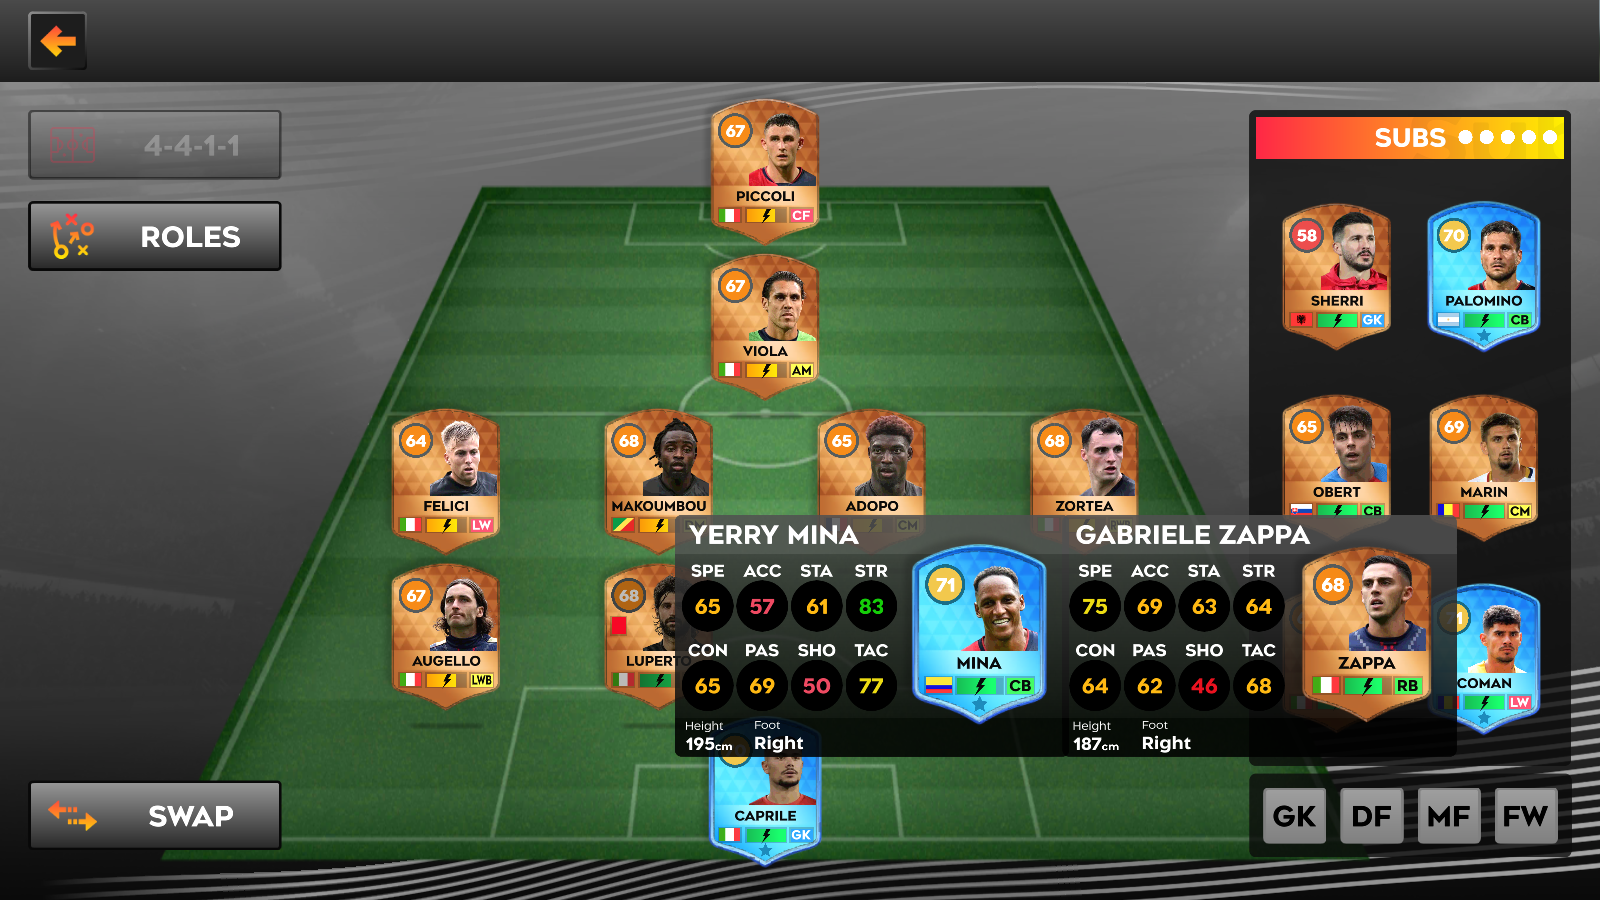 4-4-1-1
ROLES
SWAP
67
PICCOLI
CF
67
VIOLA
AM
64
FELICI
LW
68
MAKOUMBOU
65
ADOPO
CM
68
ZORTEA
67
AUGELLO
LWB
68
LUPERTO
CAPRILE
GK
YERRY MINA
SPE ACC STA STR
65 57 61 83
CON PAS SHO TAC
65 69 50 77
Height Foot
195cm Right
71
MINA
CB
GABRIELE ZAPPA
SPE ACC STA STR
75 69 63 64
CON PAS SHO TAC
64 62 46 68
Height Foot
187cm Right
68
ZAPPA
RB
SUBS
58
SHERRI
GK
70
PALOMINO
CB
65
OBERT
CB
69
MARIN
CM
COMAN
LW
GK DF MF FW